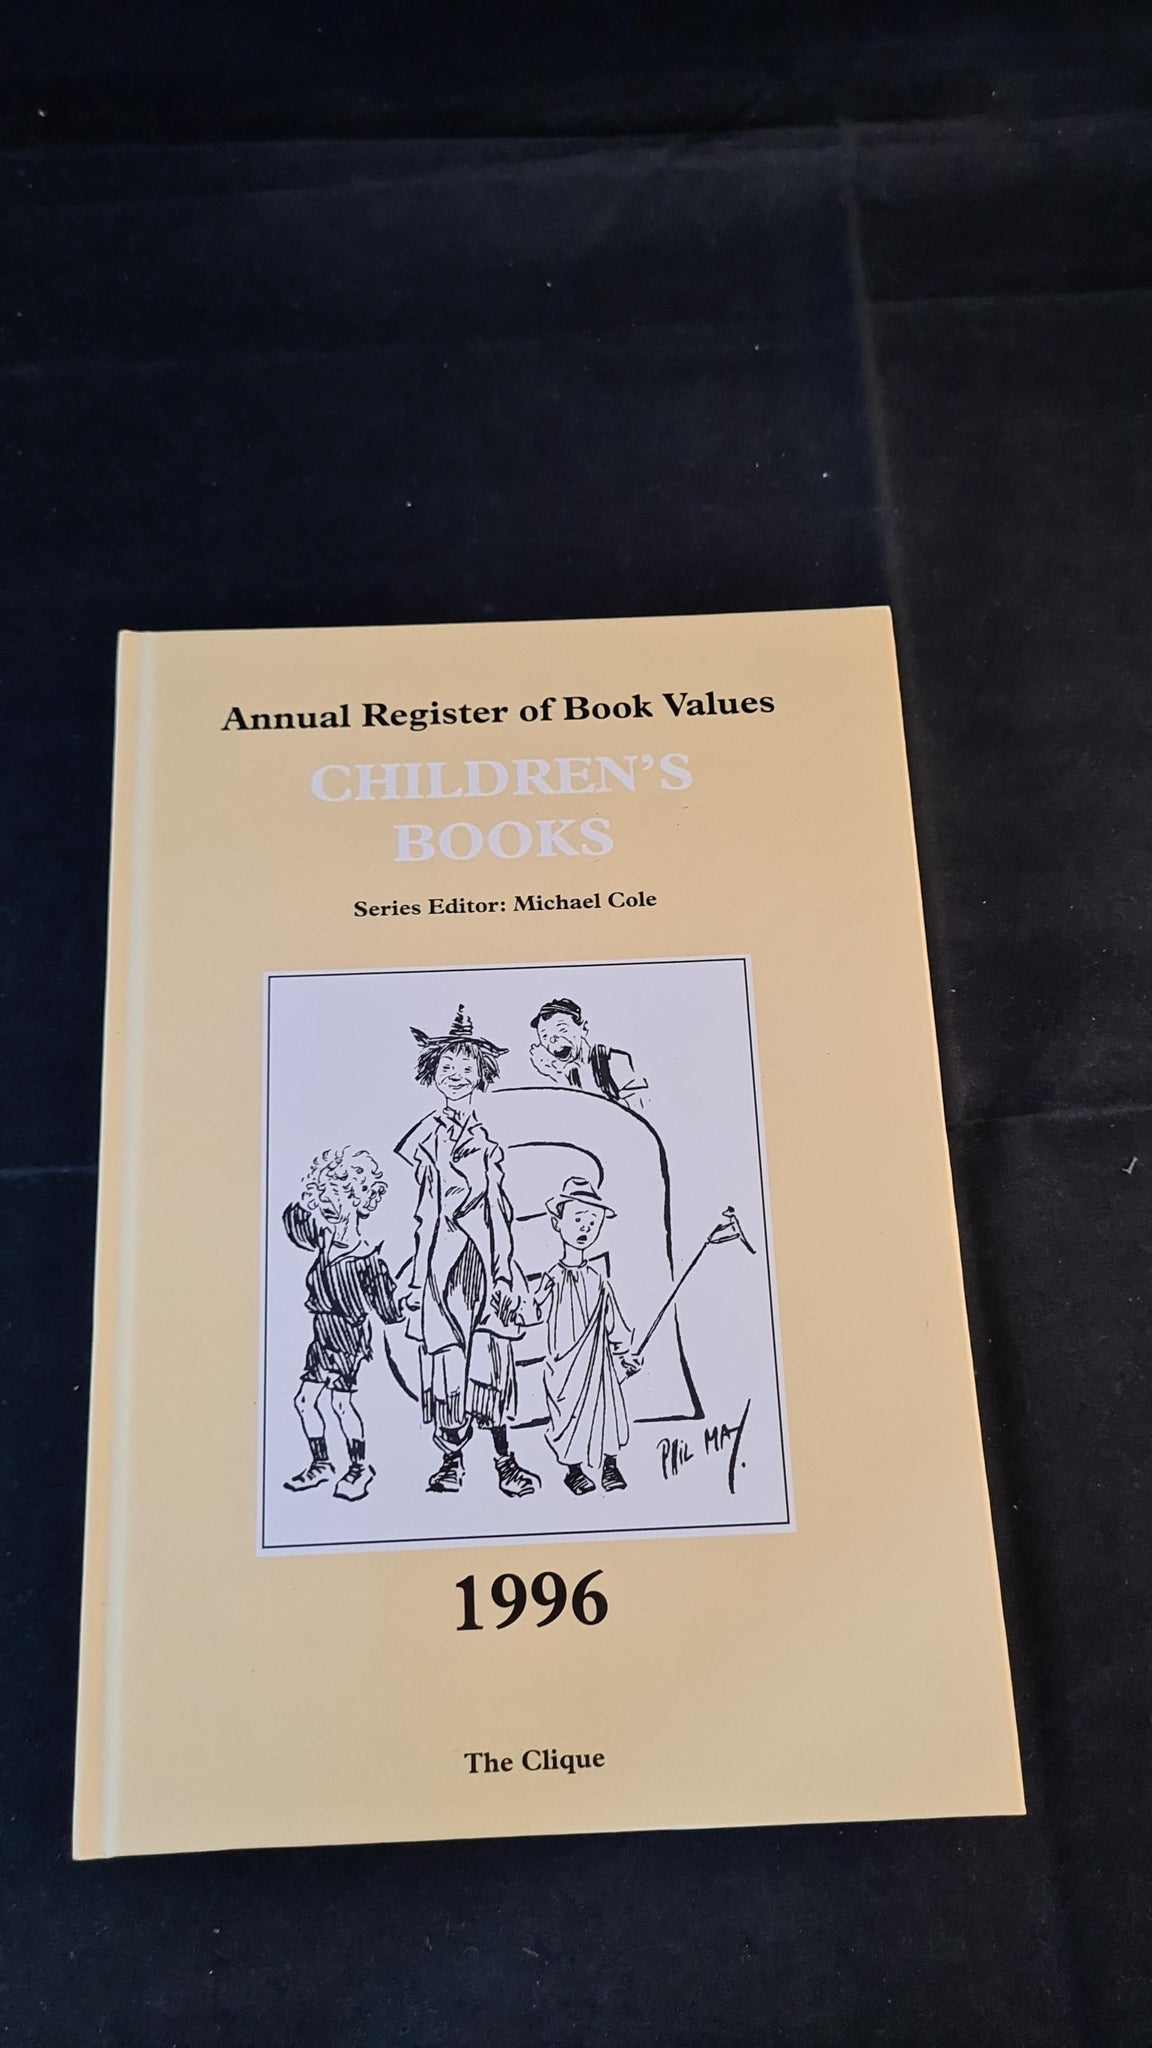 Annual Register of Book Values
CHILDREN'S
BOOKS
Series Editor: Michael Cole
PHIL MAY.
1996
The Clique